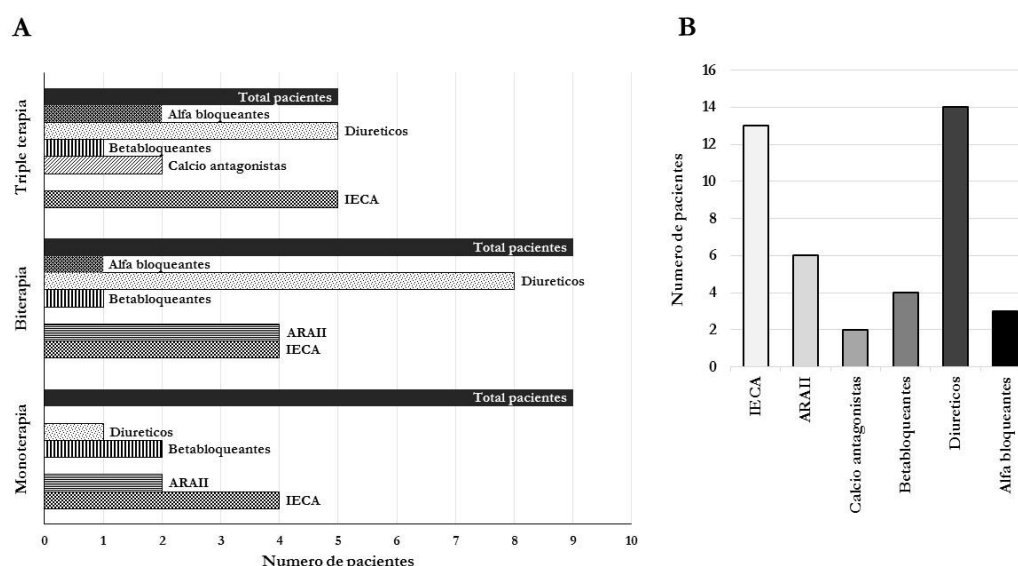 A
Triple terapia
Total pacientes
Alfa bloqueantes
Diureticos
Betabloqueantes
Calcio antagonistas
IECA
Biterapia
Total pacientes
Alfa bloqueantes
Diureticos
Betabloqueantes
ARAII
IECA
Monoterapia
Total pacientes
Diureticos
Betabloqueantes
ARAII
IECA
0 1 2 3 4 5 6 7 8 9 10
Numero de pacientes
B
Numero de pacientes
16
14
12
10
8
6
4
2
0
IECA
ARAII
Calcio antagonistas
Betabloqueantes
Diureticos
Alfa bloqueantes